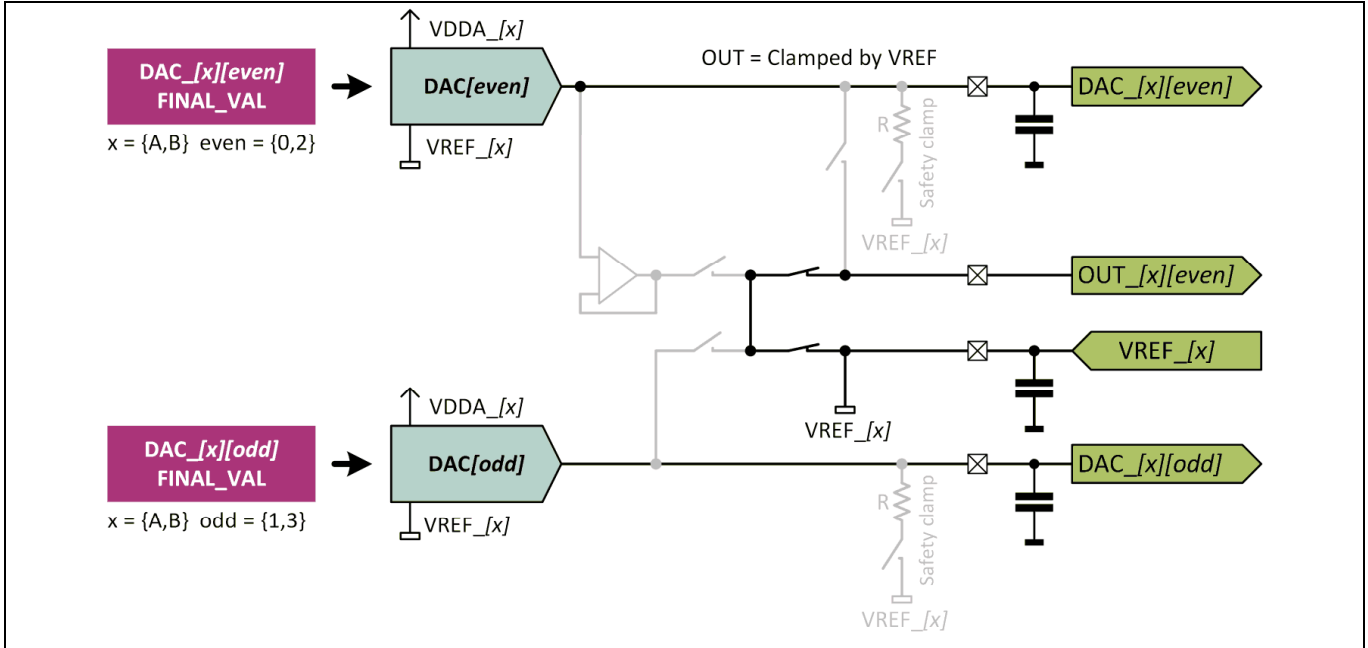 VDDA_[x]
OUT = Clamped by VREF
DAC_[x][even]
FINAL_VAL
DAC[even]
DAC_[x][even]
x = {A,B} even = {0,2}
VREF_[x]
R
Safety clamp
VREF_[x]
OUT_[x][even]
VREF_[x]
VDDA_[x]
VREF_[x]
DAC_[x][odd]
FINAL_VAL
DAC[odd]
DAC_[x][odd]
x = {A,B} odd = {1,3}
VREF_[x]
R
Safety clamp
VREF_[x]